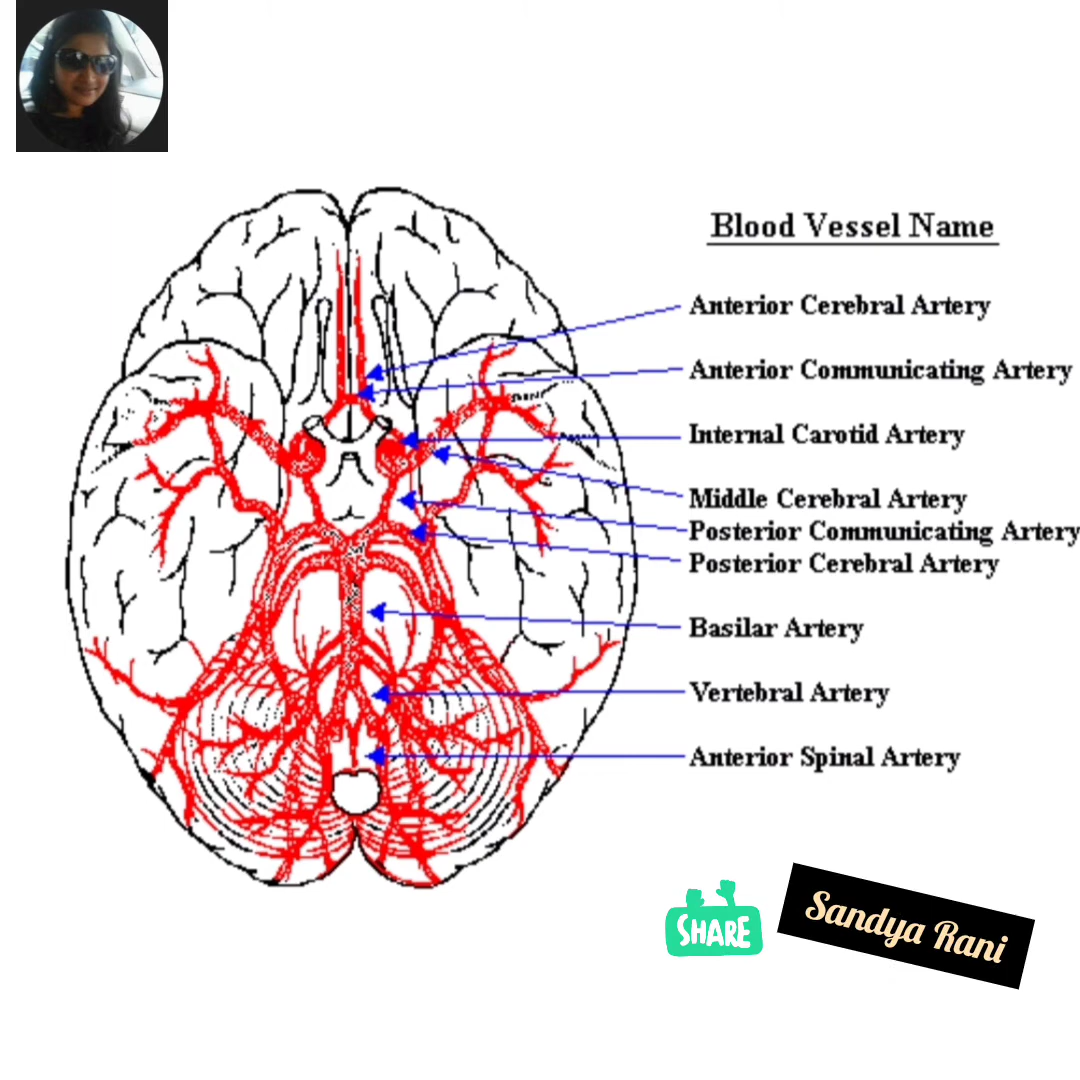 Blood Vessel Name
Anterior Cerebral Artery
Anterior Communicating Artery
Internal Carotid Artery
Middle Cerebral Artery
Posterior Communicating Artery
Posterior Cerebral Artery
Basilar Artery
Vertebral Artery
Anterior Spinal Artery
SHARE
Sandya Rani